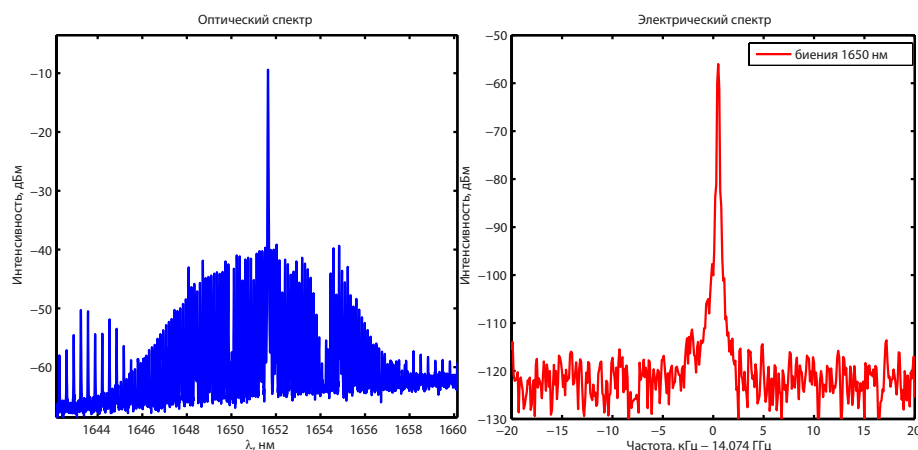 Оптический спектр
Интенсивность, дБм
−10
−20
−30
−40
−50
−60
1644 1646 1648 1650 1652 1654 1656 1658 1660
λ, нм
Электрический спектр
Интенсивность, дБм
−50
−60
−70
−80
−90
−100
−110
−120
−130
биения 1650 нм
−20 −15 −10 −5 0 5 10 15 20
Частота, кГц − 14,074 ГГц